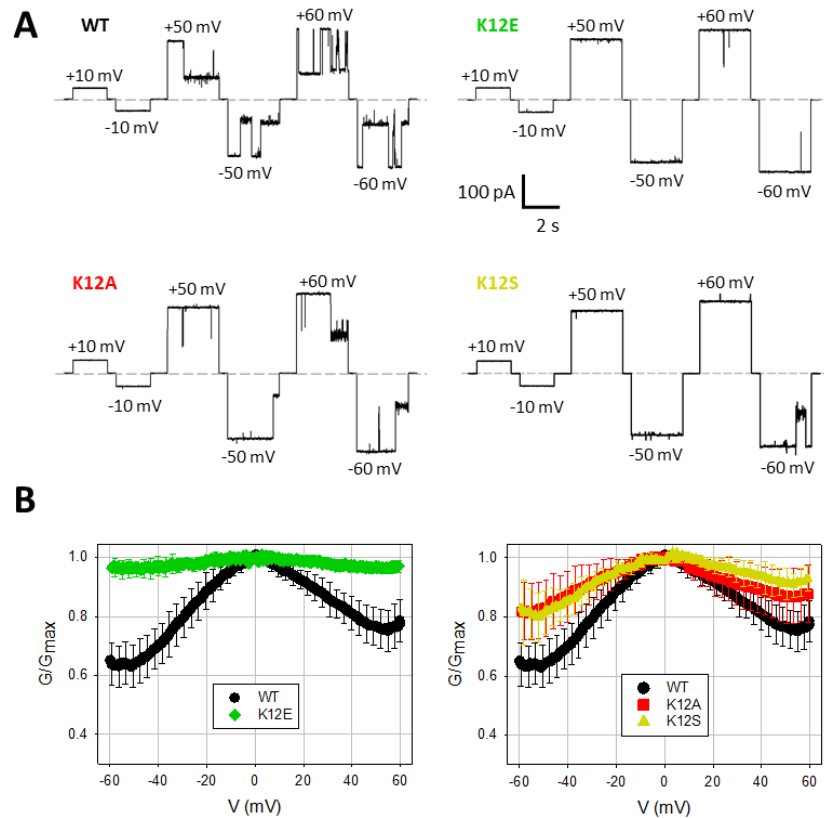 A
WT
+10 mV
-10 mV
+50 mV
-50 mV
+60 mV
-60 mV
K12E
+10 mV
-10 mV
+50 mV
-50 mV
+60 mV
-60 mV
100 pA
2 s
K12A
+10 mV
-10 mV
+50 mV
-50 mV
+60 mV
-60 mV
K12S
+10 mV
-10 mV
+50 mV
-50 mV
+60 mV
-60 mV
B
G/Gmax
1.0
0.8
0.6
0.4
WT
K12E
-60 -40 -20 0 20 40 60
V (mV)
G/Gmax
1.0
0.8
0.6
0.4
WT
K12A
K12S
-60 -40 -20 0 20 40 60
V (mV)